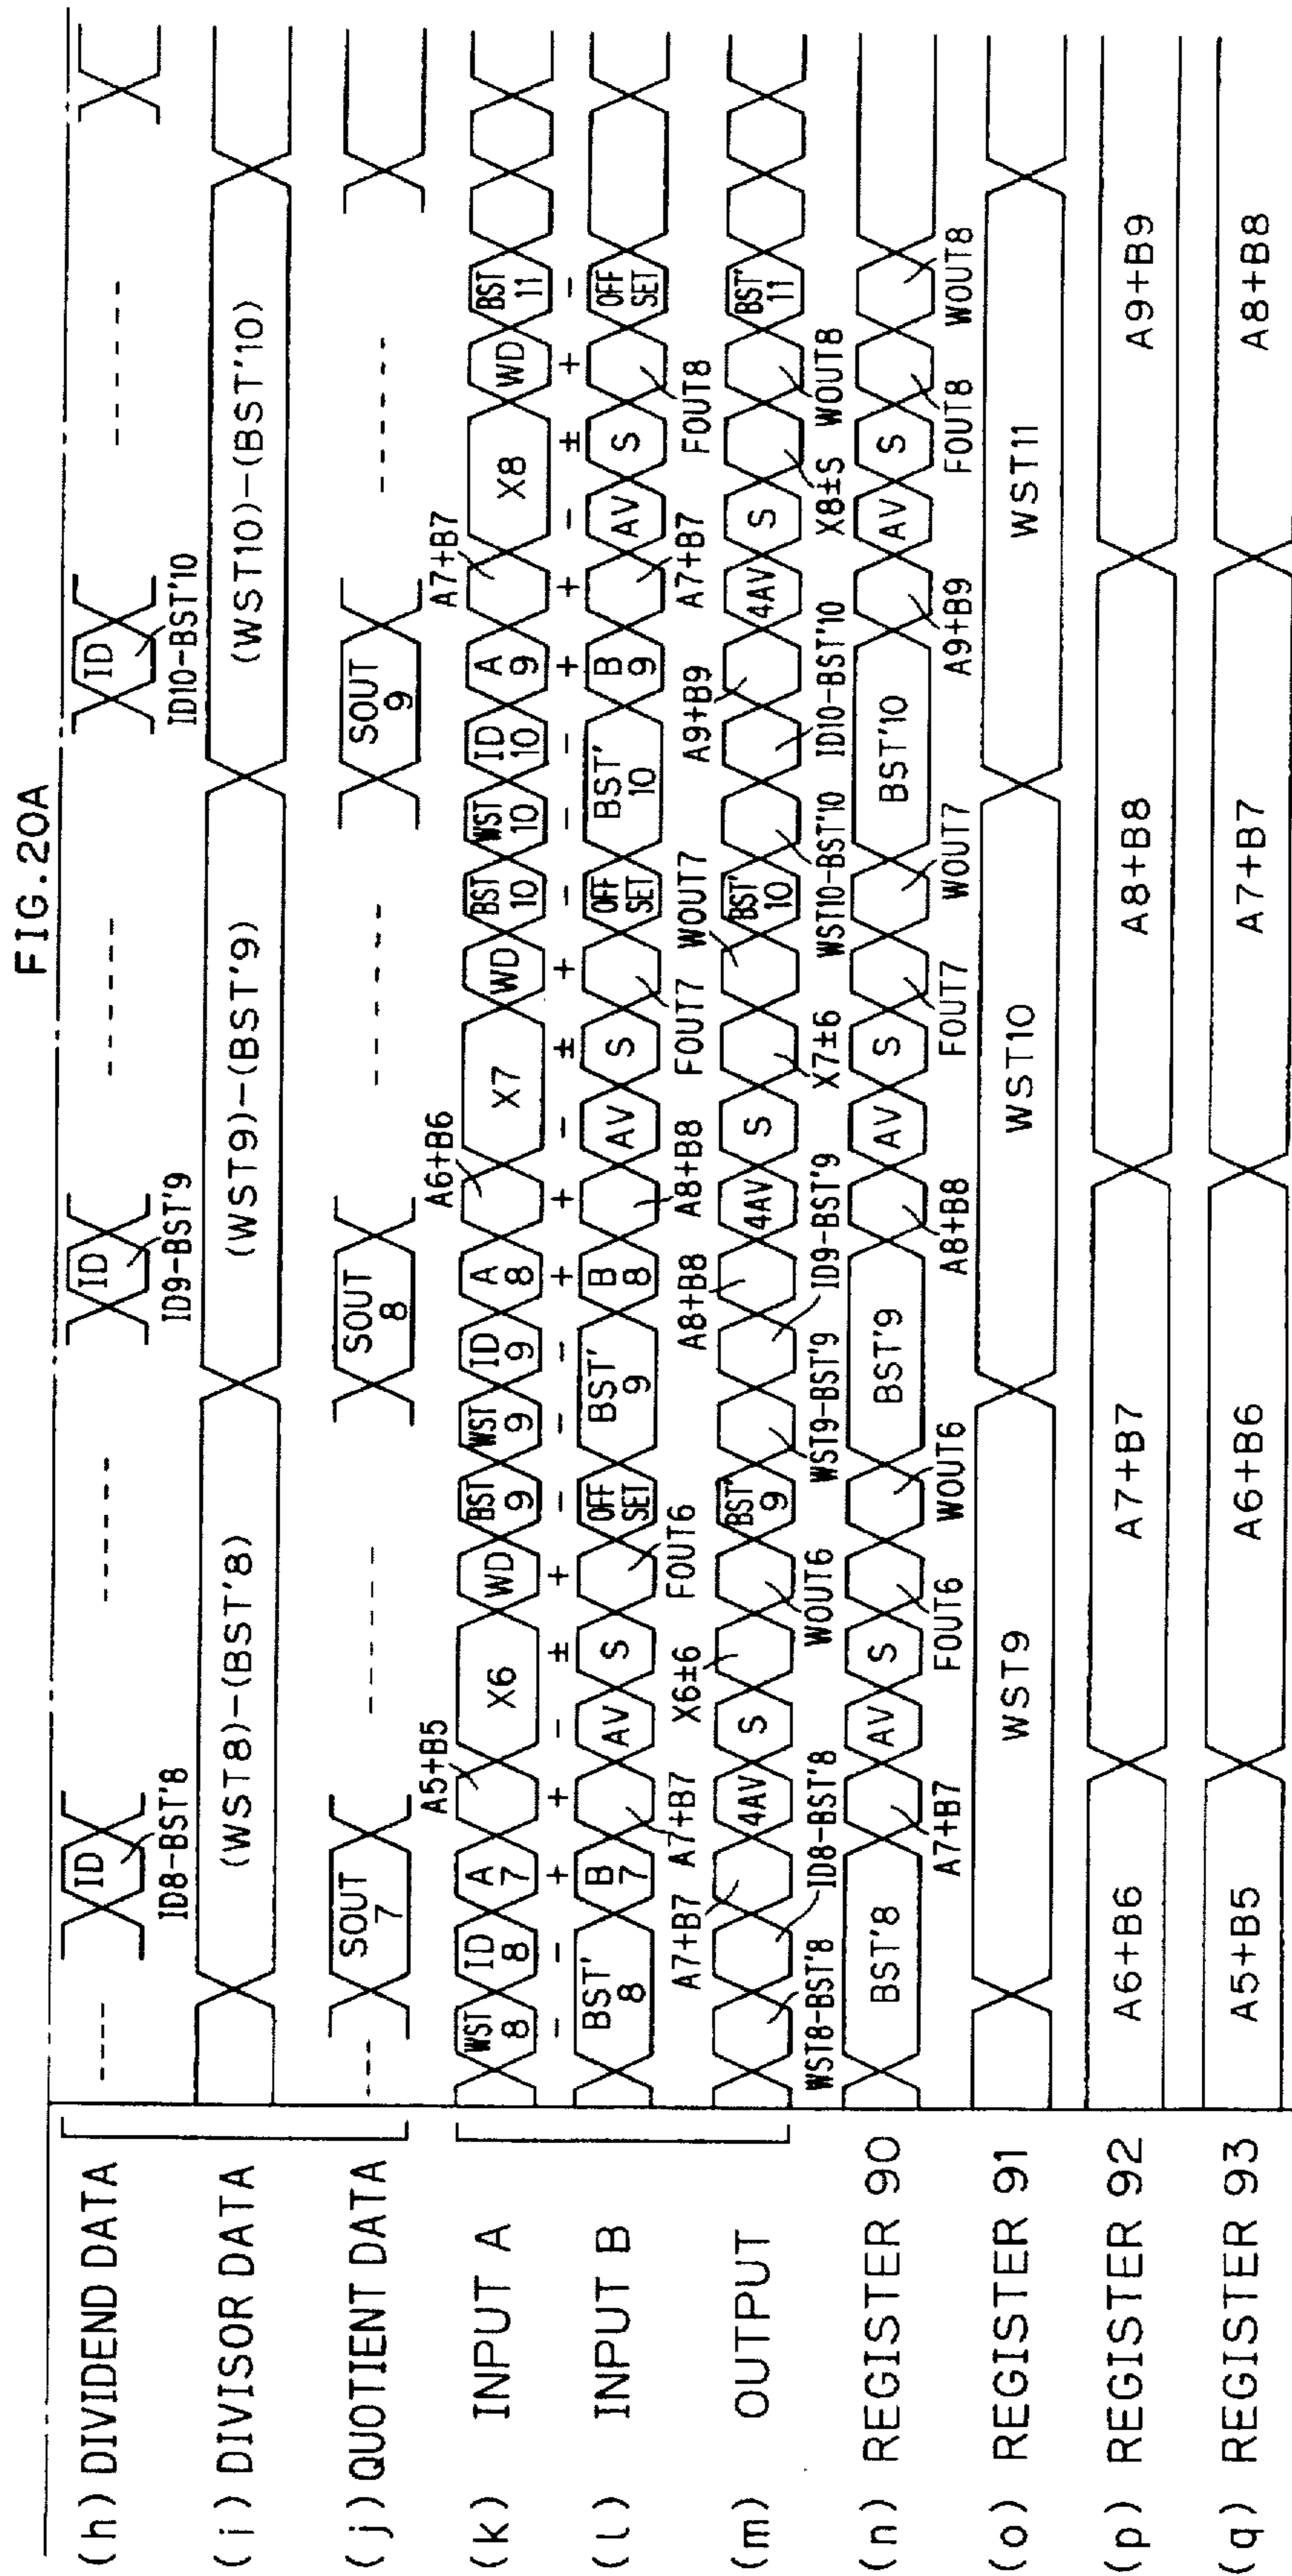 FIG.20A
(h) DIVIDEND DATA
---- ID ---- ID ---- ID ----
ID8-BST'8 ID9-BST'9 ID10-BST'10
(i) DIVISOR DATA
(WST8)-(BST'8) (WST9)-(BST'9) (WST10)-(BST'10)
(j) QUOTIENT DATA
--- SOUT 7 ---- SOUT 8 ---- SOUT 9 ----
A5+B5 A6+B6 A7+B7
(k) INPUT A
WST 8 ID 8 A 7 X6 WD BST 9 WST 9 ID 9 A 8 X7 WD BST 10 WST 10 ID 10 A 9 X8 WD BST 11
- - + + - ± + - - - + + - ± + - - - + + - ± + -
(l) INPUT B
BST' 8 B 7 AV S OFF SET BST' 9 B 8 AV S OFF SET BST' 10 B 9 AV S OFF SET
A7+B7 A7+B7 X6±6 FOUT6 A8+B8 A8+B8 FOUT7 WOUT7 A9+B9 A7+B7 FOUT8
(m) OUTPUT
4AV S BST' 9 4AV S BST' 10 4AV S BST' 11
WST8-BST'8 ID8-BST'8 WOUT6 WST9-BST'9 ID9-BST'9 X7±6 WST10-BST'10 ID10-BST'10 X8±S WOUT8
(n) REGISTER 90
BST'8 AV S BST'9 AV S BST'10 AV S
A7+B7 FOUT6 WOUT6 A8+B8 FOUT7 WOUT7 A9+B9 FOUT8 WOUT8
(o) REGISTER 91
WST9 WST10 WST11
(p) REGISTER 92
A6+B6 A7+B7 A8+B8 A9+B9
(q) REGISTER 93
A5+B5 A6+B6 A7+B7 A8+B8